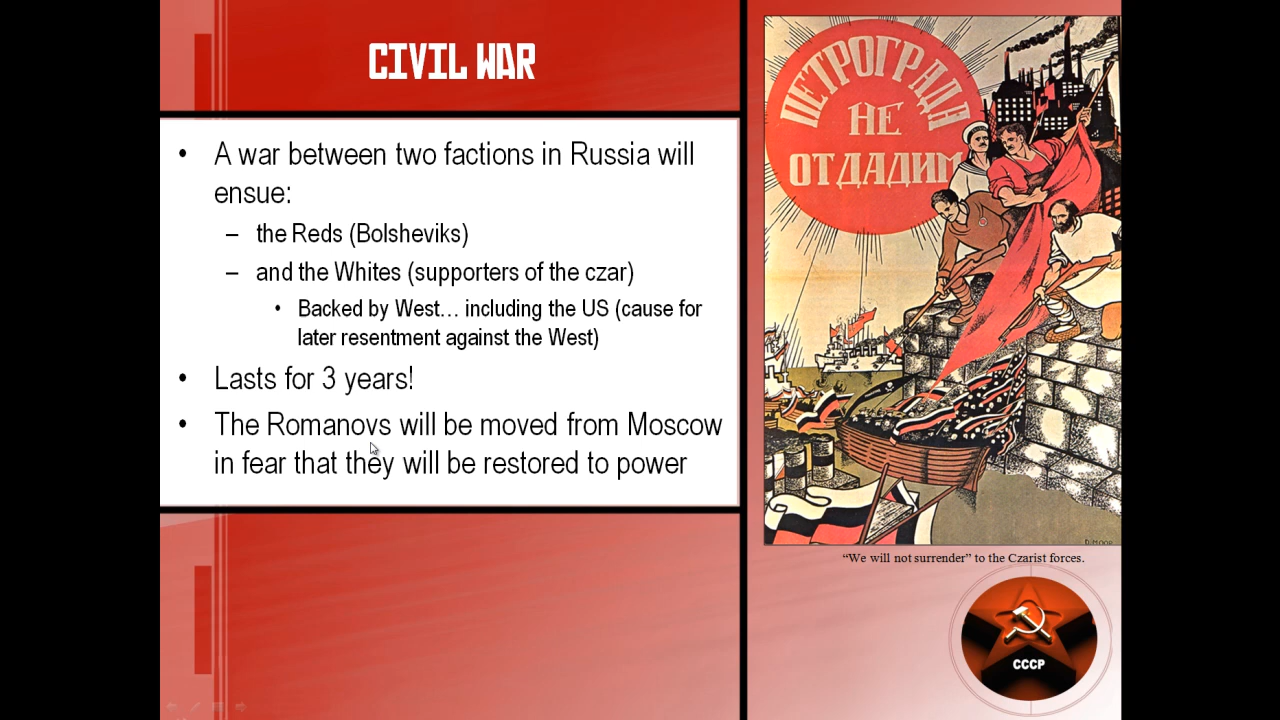 CIVIL WAR
• A war between two factions in Russia will
ensue:
– the Reds (Bolsheviks)
– and the Whites (supporters of the czar)
• Backed by West… including the US (cause for
later resentment against the West)
• Lasts for 3 years!
• The Romanovs will be moved from Moscow
in fear that they will be restored to power
ПЕТРОГРАДА
НЕ
ОТДАДИМ
D.MOOP
“We will not surrender” to the Czarist forces.
CCCP